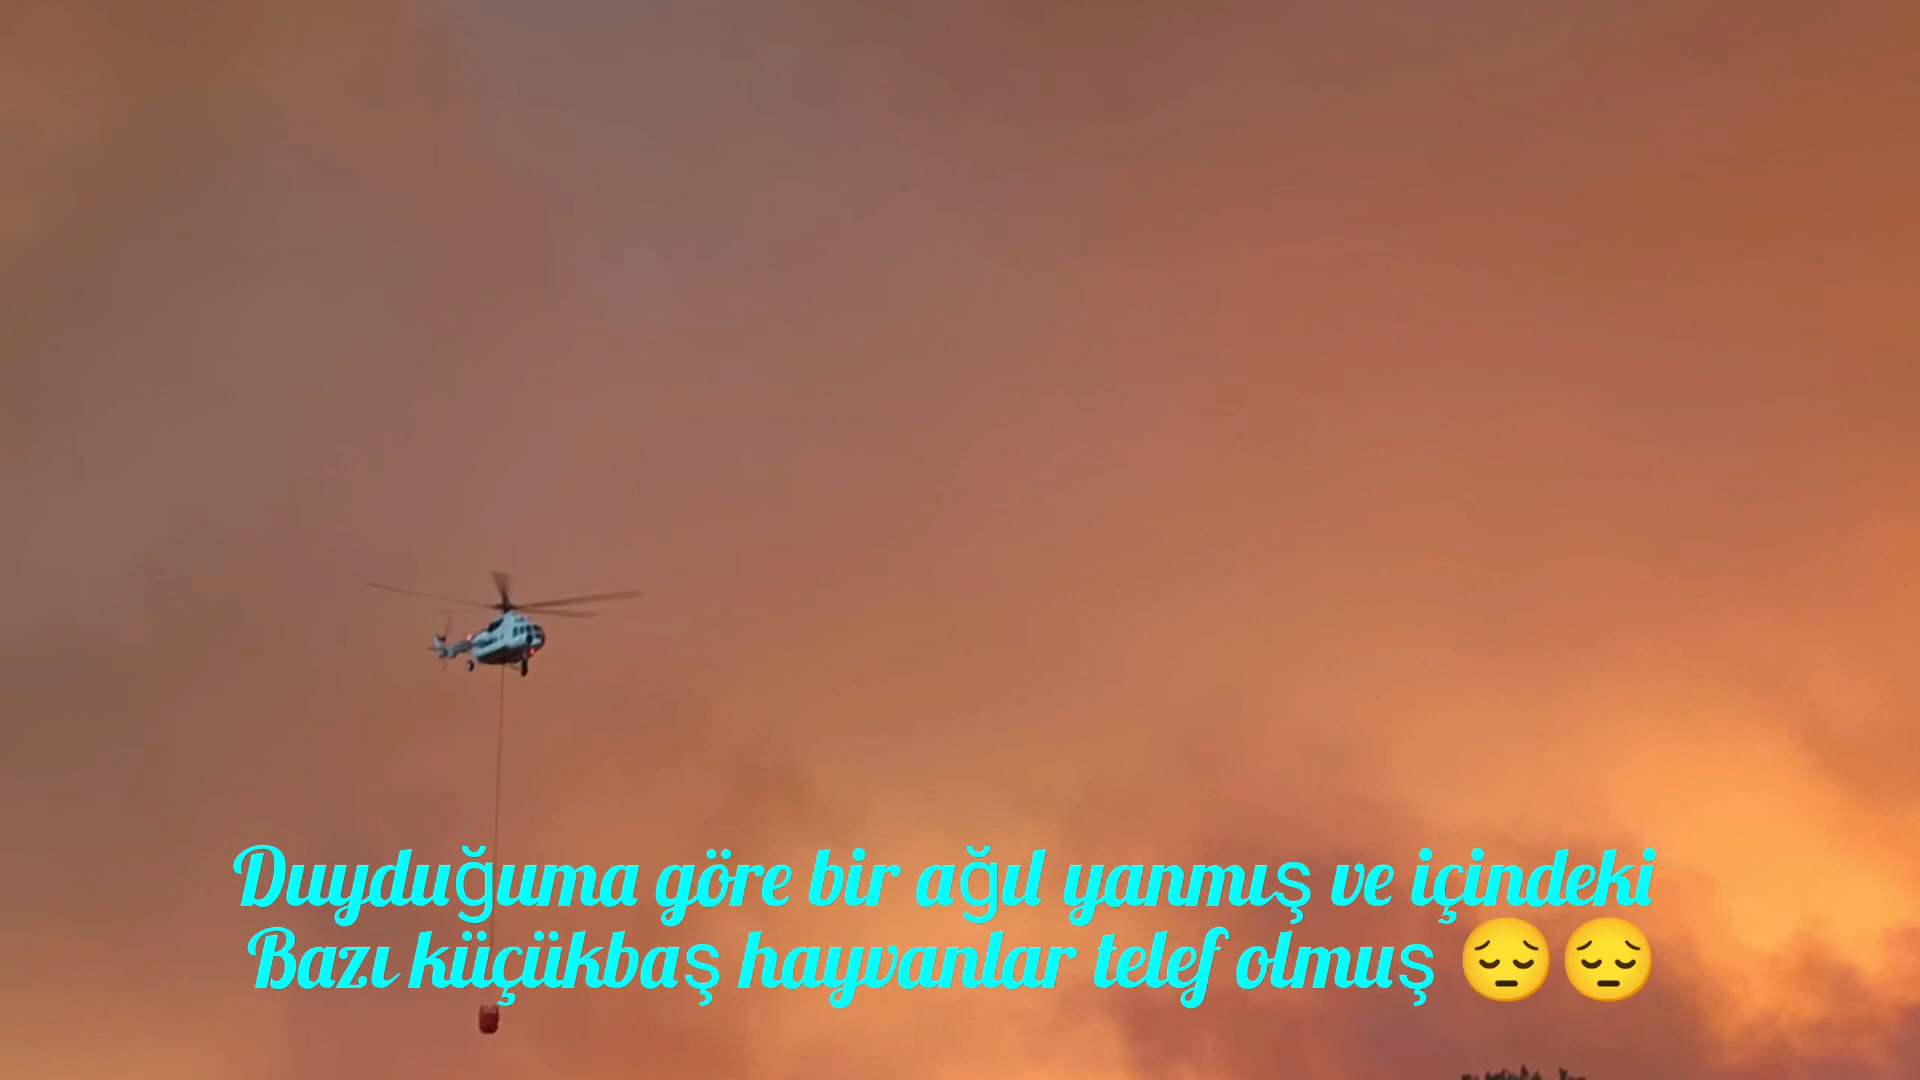 Duyduğuma göre bir ağıl yanmış ve içindeki
Bazı küçükbaş hayvanlar telef olmuş 😔😔